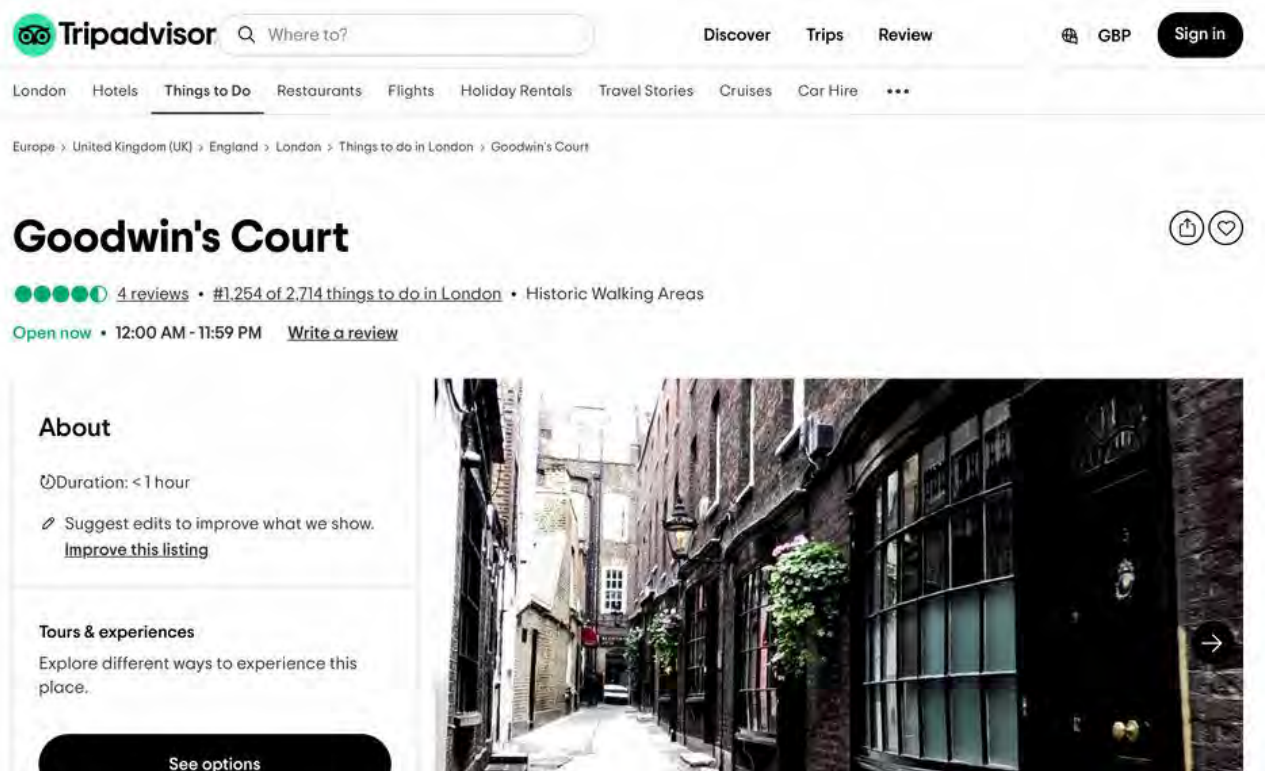 Tripadvisor
Where to?
Discover Trips Review
GBP
Sign in
London Hotels Things to Do Restaurants Flights Holiday Rentals Travel Stories Cruises Car Hire •••
Europe > United Kingdom (UK) > England > London > Things to do in London > Goodwin's Court
Goodwin's Court
4 reviews • #1,254 of 2,714 things to do in London • Historic Walking Areas
Open now • 12:00 AM - 11:59 PM Write a review
About
Duration: < 1 hour
Suggest edits to improve what we show.
Improve this listing
Tours & experiences
Explore different ways to experience this
place.
See options